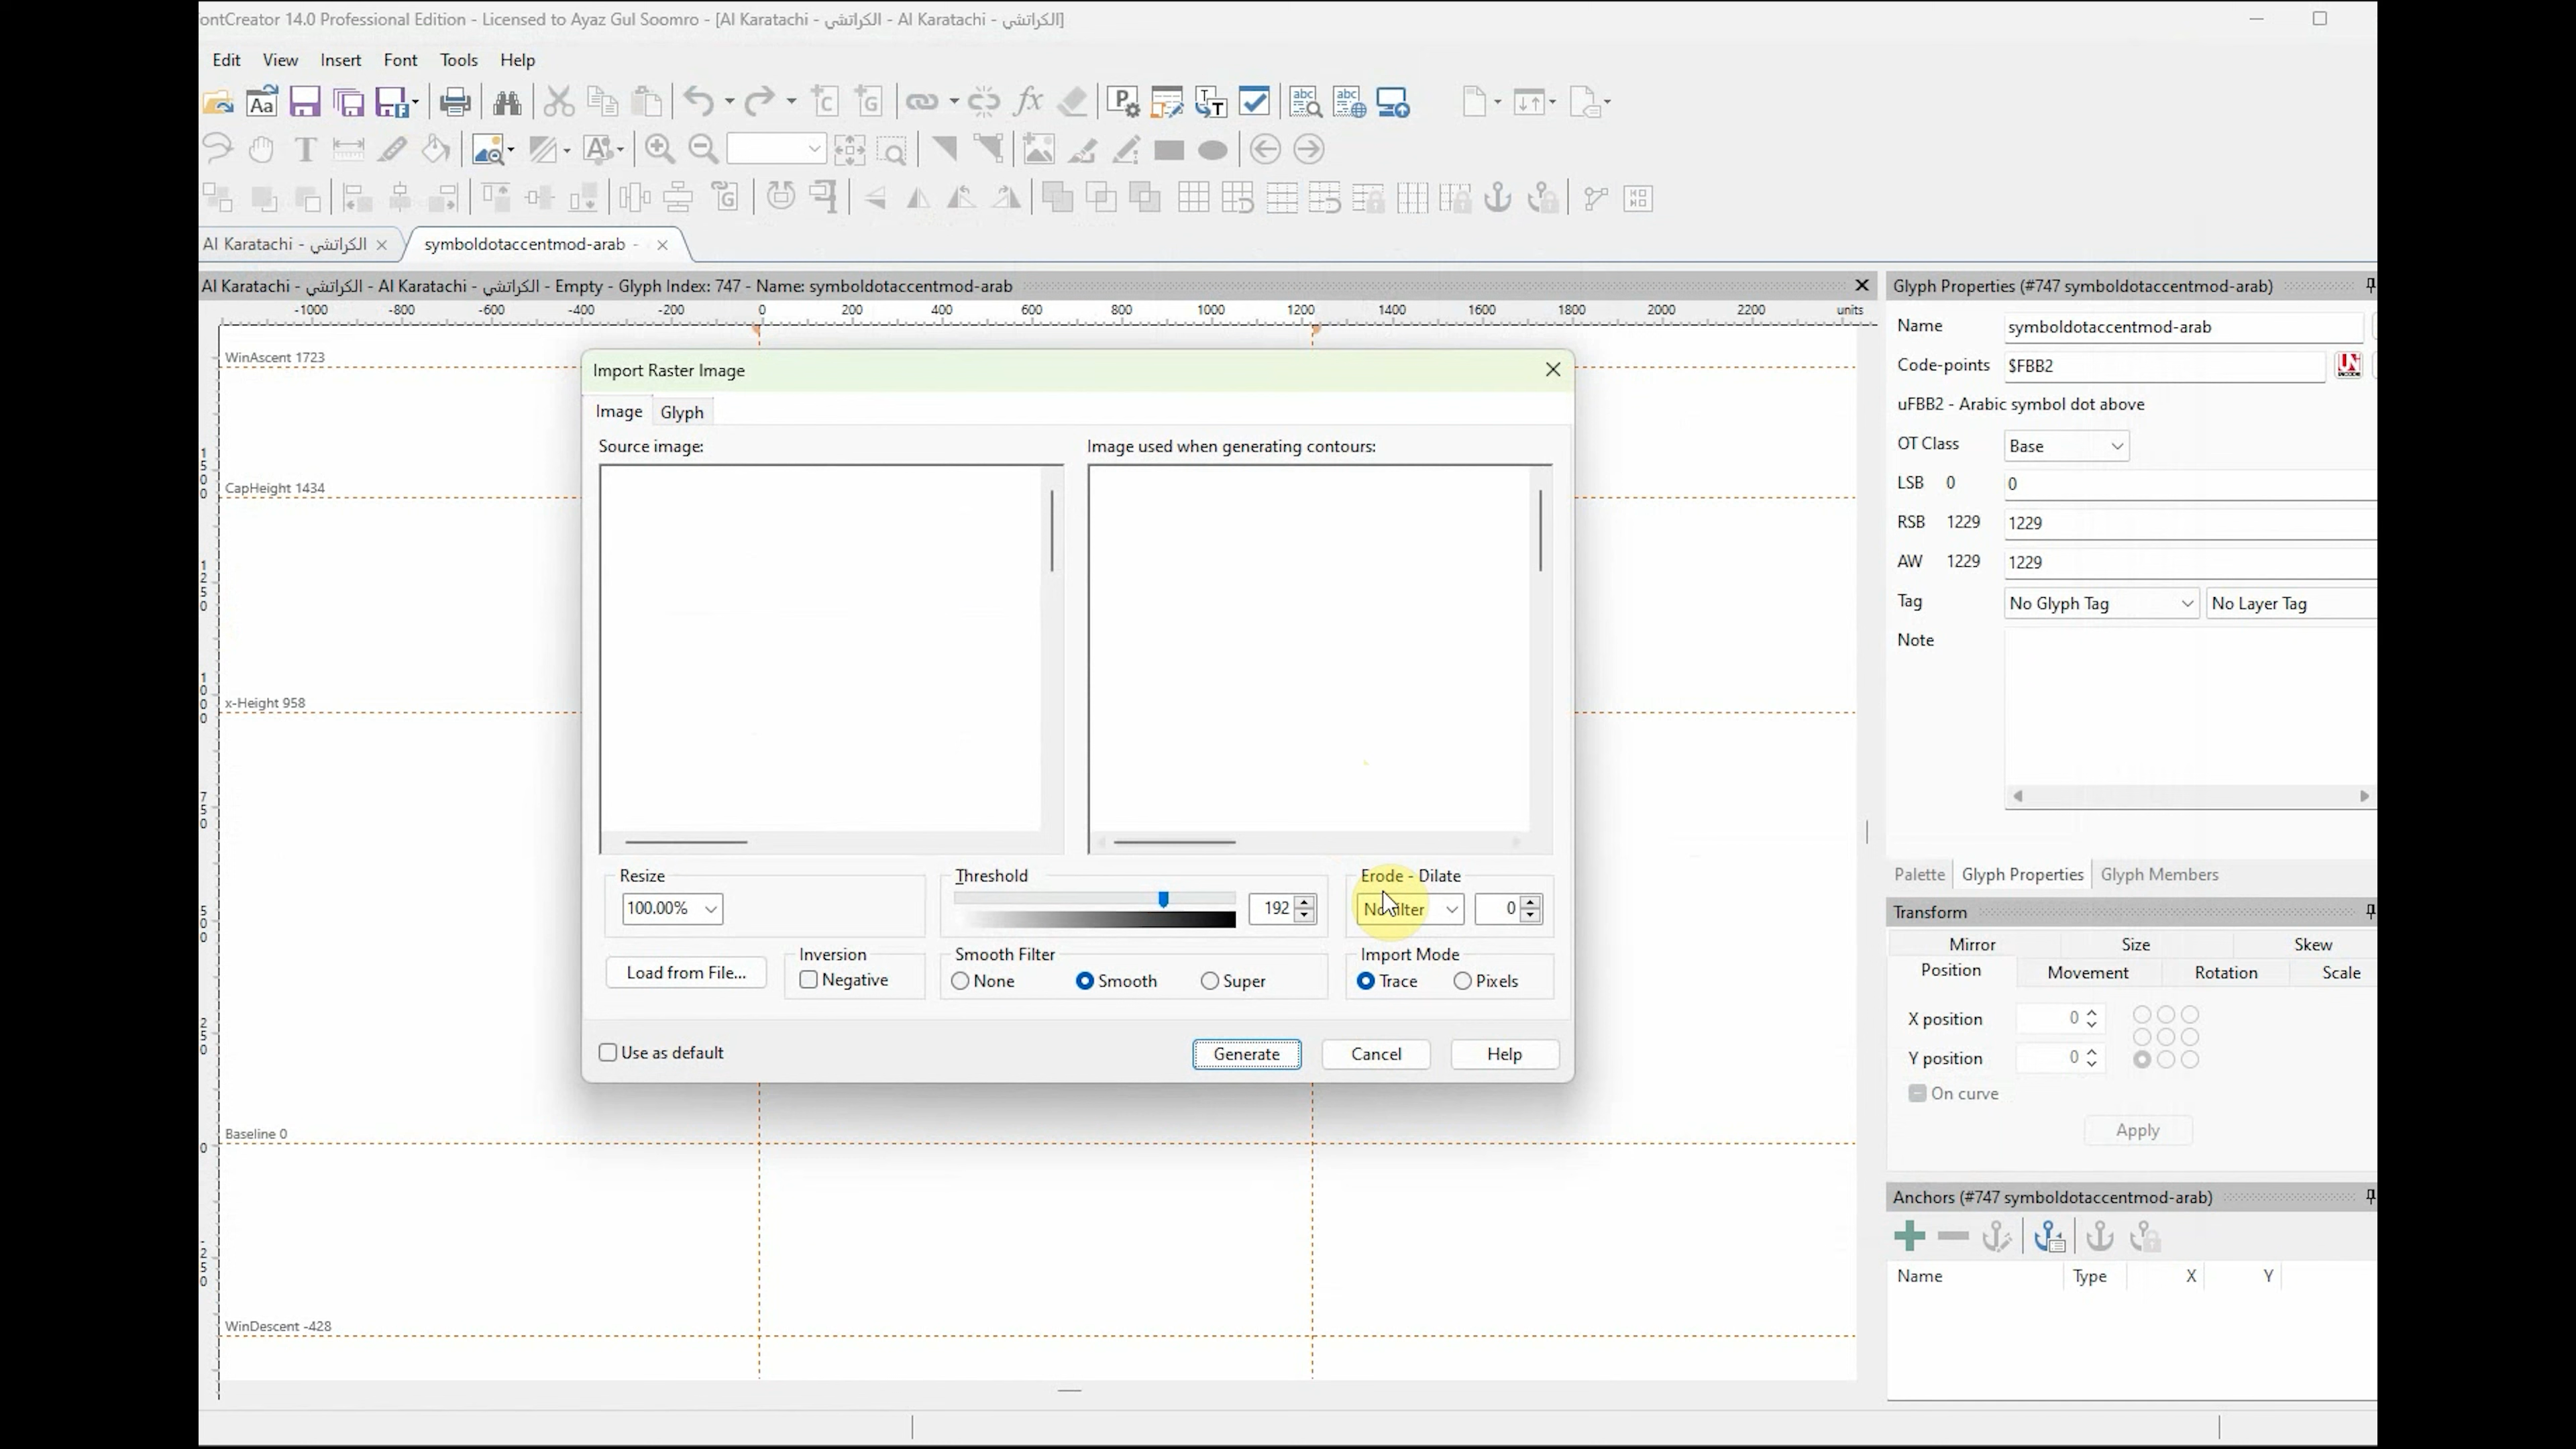 ontCreator 14.0 Professional Edition - Licensed to Ayaz Gul Soomro - [Al Karatachi - الكراتشي - Al Karatachi - الكراتشي]
Edit View Insert Font Tools Help
Al Karatachi - الكراتشي
symboldotaccentmod-arab -
Al Karatachi - الكراتشي - Al Karatachi - الكراتشي - Empty - Glyph Index: 747 - Name: symboldotaccentmod-arab
-1000 -800 -600 -400 -200 0 200 400 600 800 1000 1200 1400 1600 1800 2000 2200 units
WinAscent 1723
1500
CapHeight 1434
1250
1000
x-Height 958
750
500
250
Baseline 0
0
-250
WinDescent -428
Import Raster Image
Image Glyph
Source image:
Image used when generating contours:
Resize
100.00%
Threshold
192
Erode - Dilate
0
Load from File...
Inversion
Negative
Smooth Filter
None Smooth Super
Import Mode
Trace Pixels
Use as default
Generate Cancel Help
Glyph Properties (#747 symboldotaccentmod-arab)
Name symboldotaccentmod-arab
Code-points $FBB2
uFBB2 - Arabic symbol dot above
OT Class Base
LSB 0 0
RSB 1229 1229
AW 1229 1229
Tag No Glyph Tag No Layer Tag
Note
Palette Glyph Properties Glyph Members
Transform
Mirror Size Skew
Position Movement Rotation Scale
X position 0
Y position 0
On curve
Apply
Anchors (#747 symboldotaccentmod-arab)
Name Type X Y